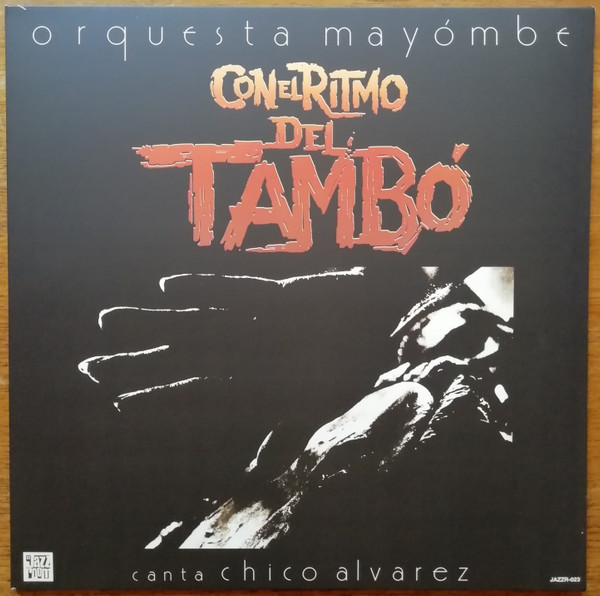 orquesta mayómbe
CON EL RITMO
DEL
TAMBÓ
canta chico alvarez
JAZZR-023